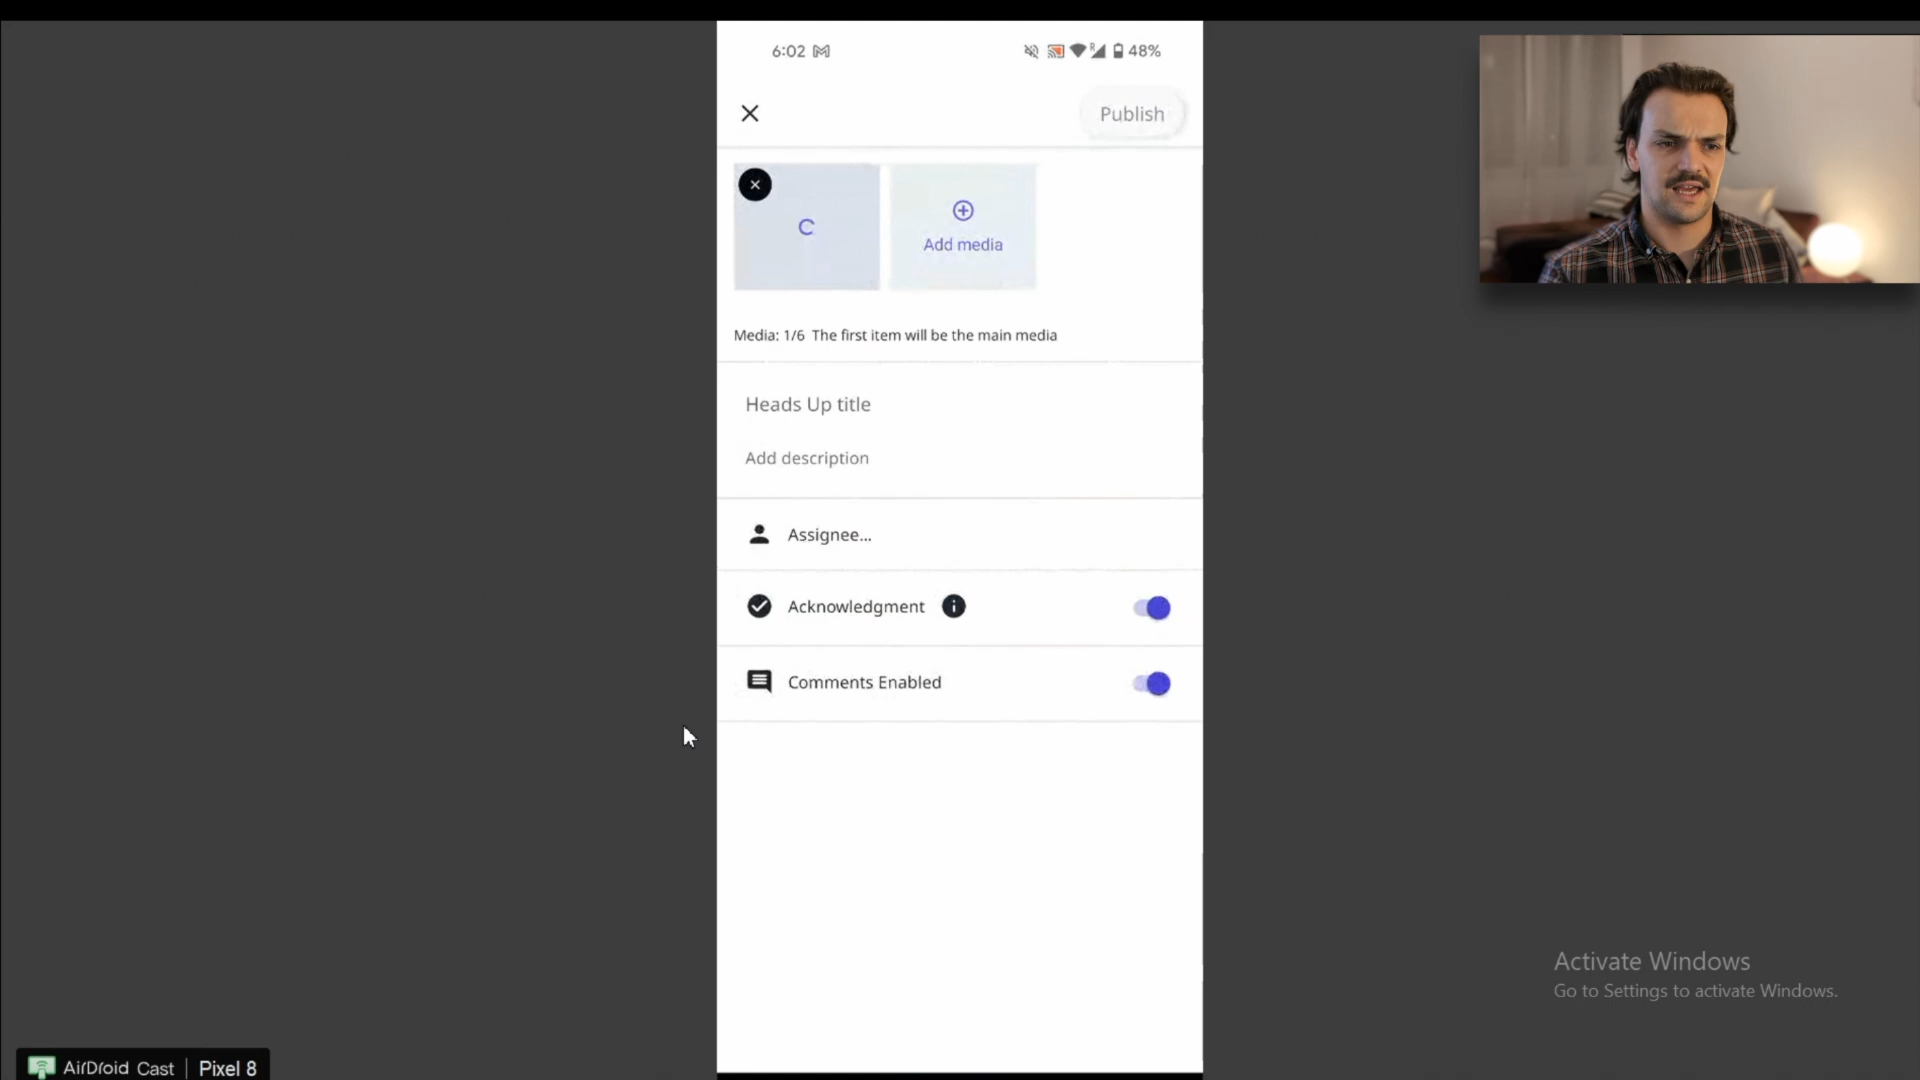 6:02
48%
Publish
Add media
Media: 1/6 The first item will be the main media
Heads Up title
Add description
Assignee...
Acknowledgment
Comments Enabled
Activate Windows
Go to Settings to activate Windows.
AirDroid Cast | Pixel 8